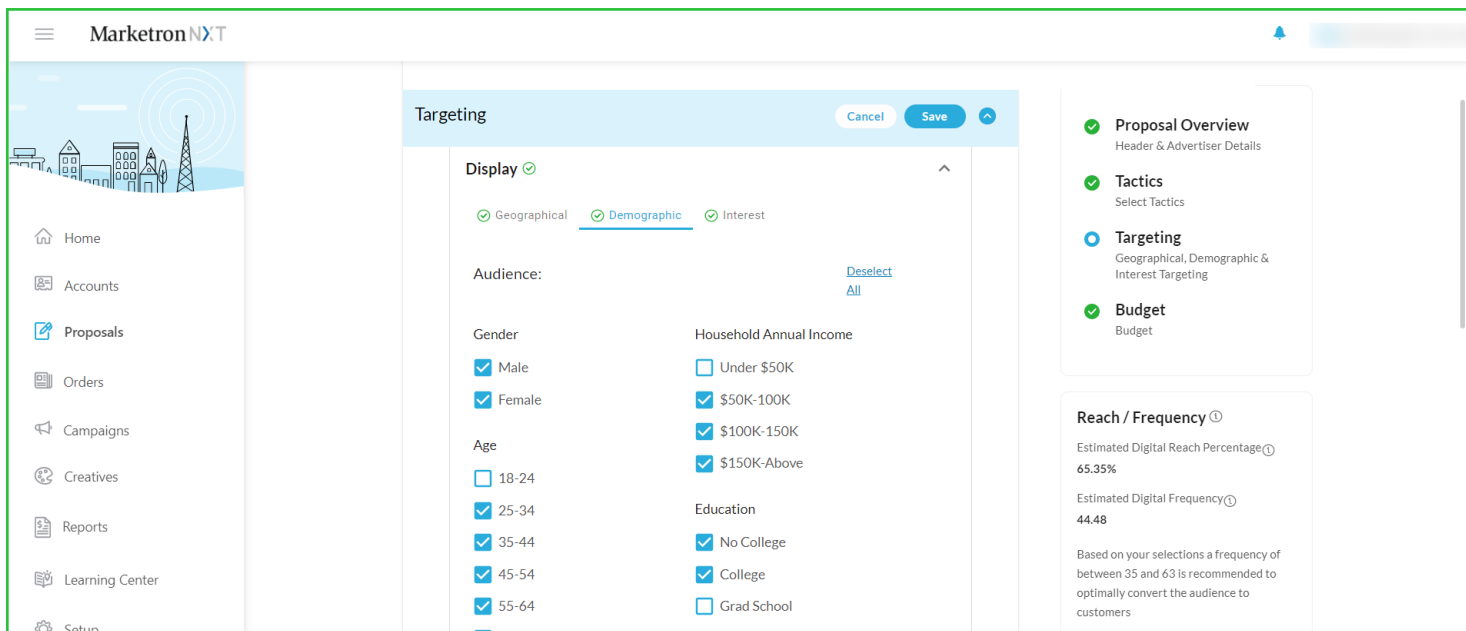 Marketron NXT
Home
Accounts
Proposals
Orders
Campaigns
Creatives
Reports
Learning Center
Setup
Targeting
Cancel
Save
Display
Geographical
Demographic
Interest
Audience:
Deselect
All
Gender
Male
Female
Age
18-24
25-34
35-44
45-54
55-64
Household Annual Income
Under $50K
$50K-100K
$100K-150K
$150K-Above
Education
No College
College
Grad School
Proposal Overview
Header & Advertiser Details
Tactics
Select Tactics
Targeting
Geographical, Demographic &
Interest Targeting
Budget
Budget
Reach / Frequency
Estimated Digital Reach Percentage
65.35%
Estimated Digital Frequency
44.48
Based on your selections a frequency of
between 35 and 63 is recommended to
optimally convert the audience to
customers